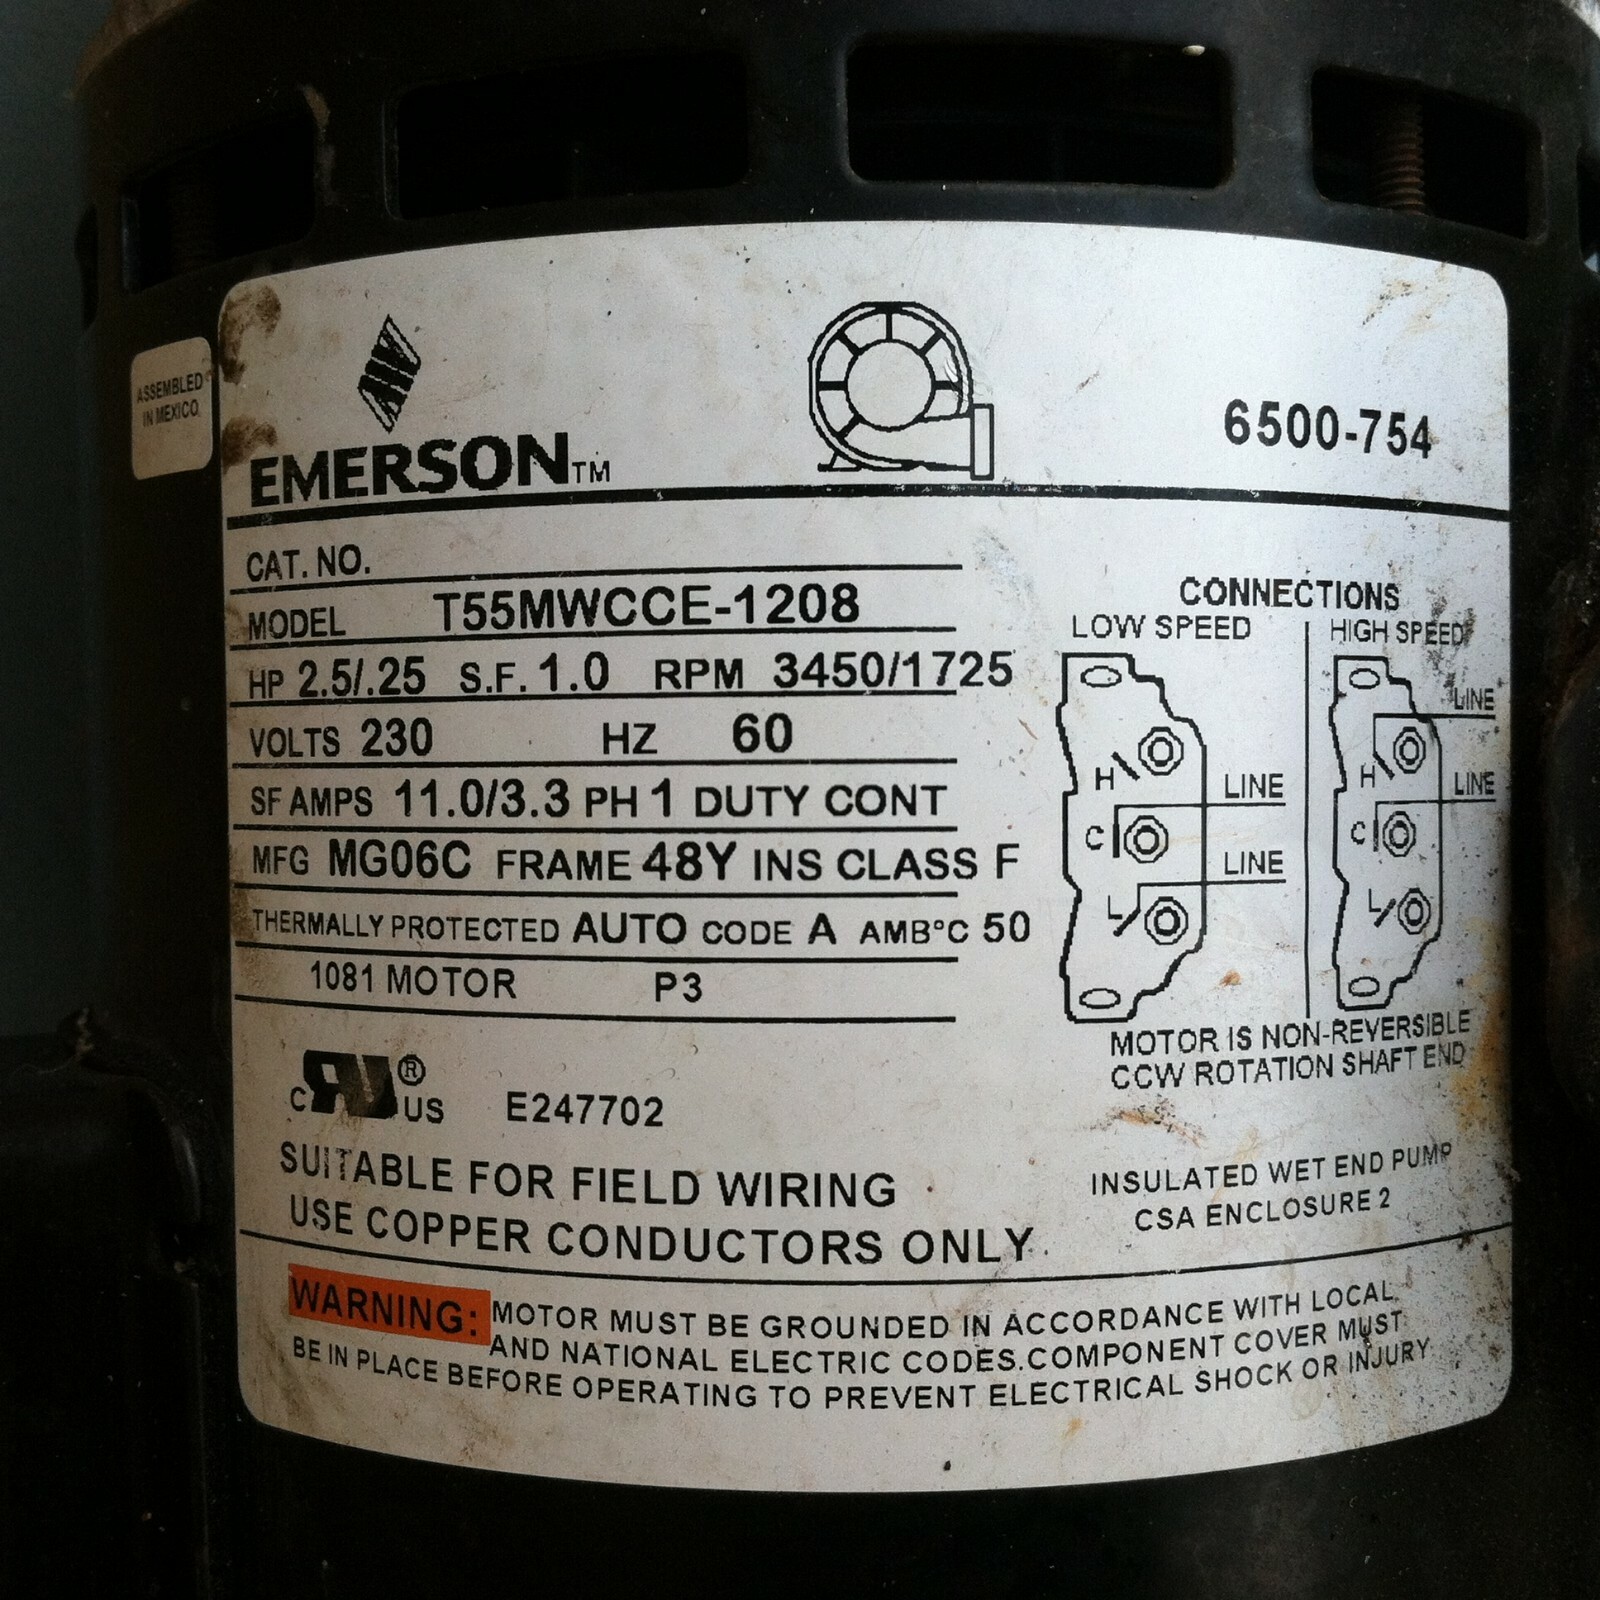 ASSEMBLED
IN MEXICO
EMERSON™
6500-754
CAT. NO.
MODEL T55MWCCE-1208
HP 2.5/.25 S.F. 1.0 RPM 3450/1725
VOLTS 230 HZ 60
SF AMPS 11.0/3.3 PH 1 DUTY CONT
MFG MG06C FRAME 48Y INS CLASS F
THERMALLY PROTECTED AUTO CODE A AMB°C 50
1081 MOTOR P3
CONNECTIONS
LOW SPEED
H
LINE
C
LINE
L
HIGH SPEED
LINE
H
LINE
C
L
MOTOR IS NON-REVERSIBLE
CCW ROTATION SHAFT END
C RU® US E247702
SUITABLE FOR FIELD WIRING
USE COPPER CONDUCTORS ONLY.
INSULATED WET END PUMP
CSA ENCLOSURE 2
WARNING: MOTOR MUST BE GROUNDED IN ACCORDANCE WITH LOCAL
AND NATIONAL ELECTRIC CODES.COMPONENT COVER MUST
BE IN PLACE BEFORE OPERATING TO PREVENT ELECTRICAL SHOCK OR INJURY